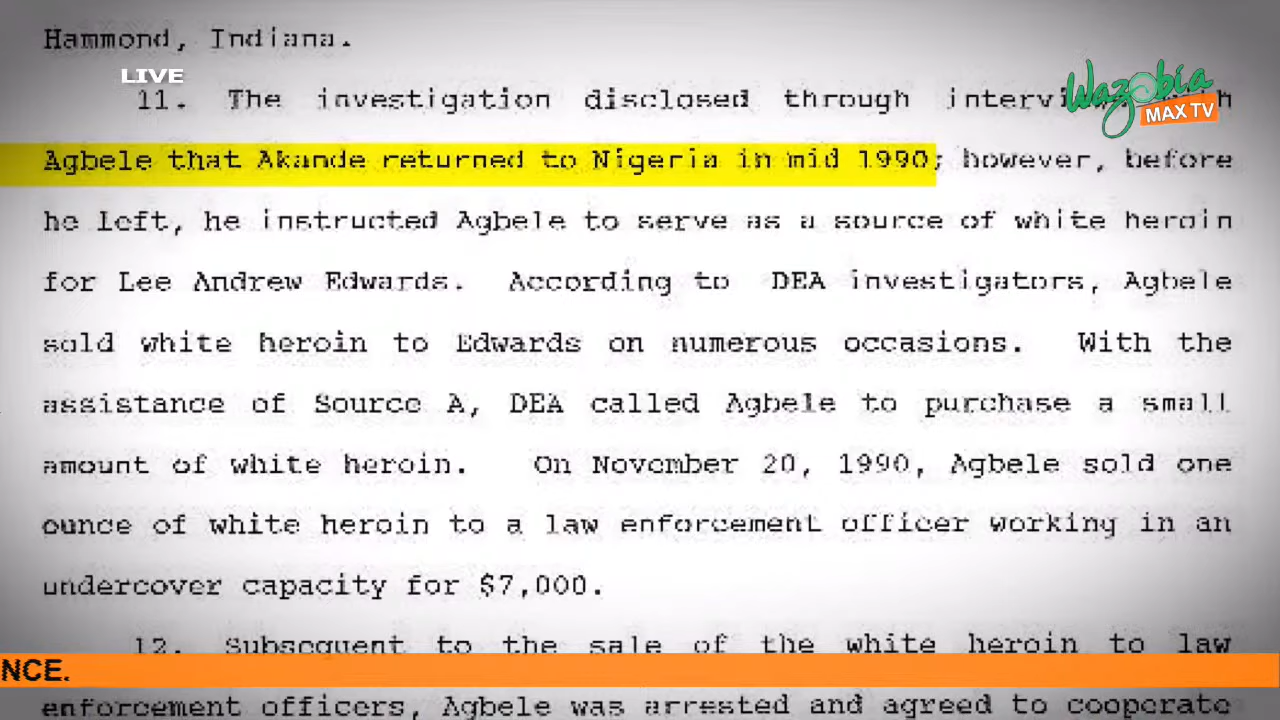 Hammond, Indiana.
LIVE
Wazobia
MAX TV
11. The investigation disclosed through
Agbele that Akande returned to Nigeria in mid 1990; however, before
he left, he instructed Agbele to serve as a source of white heroin
for Lee Andrew Edwards. According to DEA investigators, Agbele
sold white heroin to Edwards on numerous occasions. With the
assistance of Source A, DEA called Agbele to purchase a small
amount of white heroin. On November 20, 1990, Agbele sold one
ounce of white heroin to a law enforcement officer working in an
undercover capacity for $7,000.
12. Subsequent to the sale of the white heroin to law
NCE.
enforcement officers, Agbele was arrested and agreed to cooperate